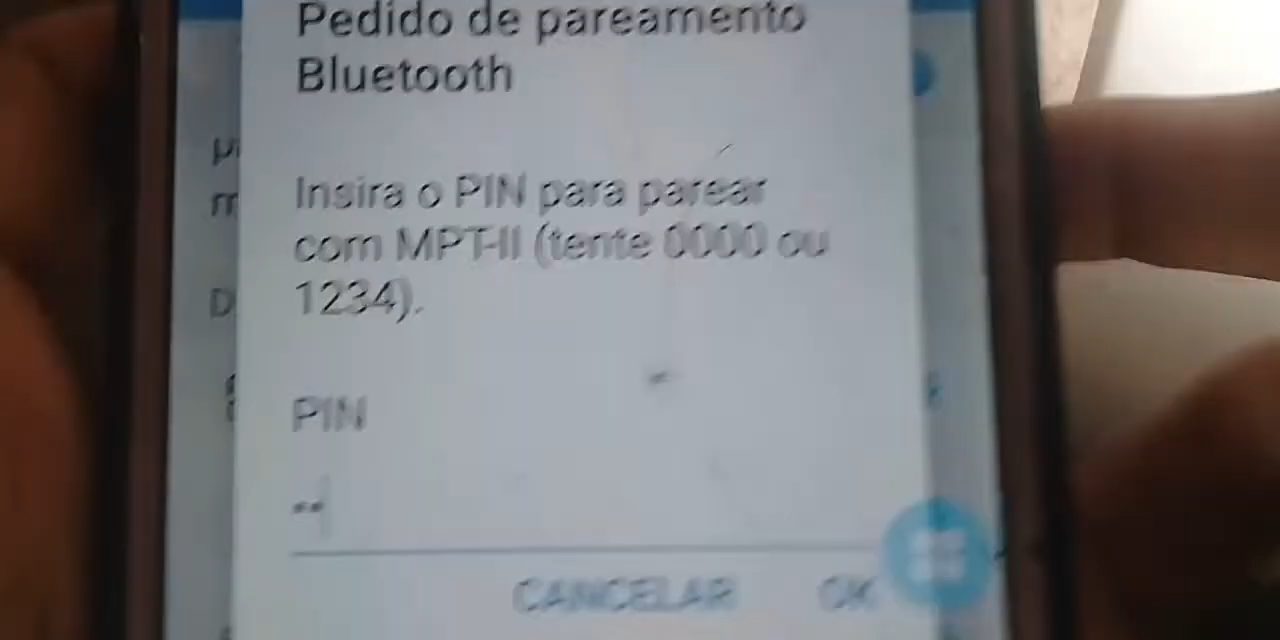 Pedido de pareamento
Bluetooth
Insira o PIN para parear
com MPT-II (tente 0000 ou
1234).
PIN
CANCELAR OK